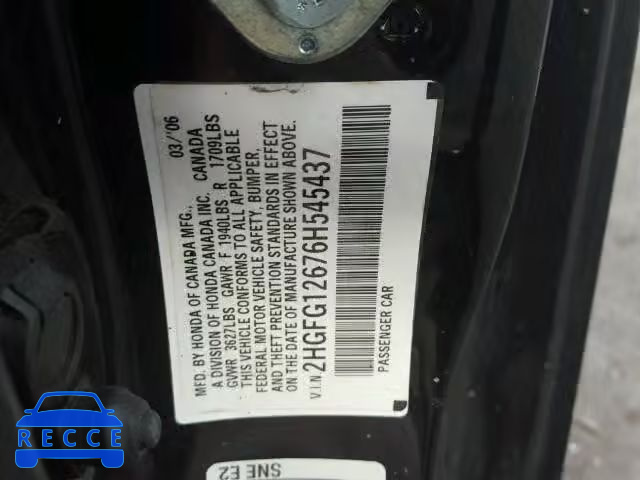 MFD. BY HONDA OF CANADA MFG., 03/'06
A DIVISION OF HONDA CANADA INC. CANADA
GVWR 3627LBS GAWR F 1940LBS R 1709LBS
THIS VEHICLE CONFORMS TO ALL APPLICABLE
FEDERAL MOTOR VEHICLE SAFETY, BUMPER,
AND THEFT PREVENTION STANDARDS IN EFFECT
ON THE DATE OF MANUFACTURE SHOWN ABOVE.
V.I.N. 2HGFG12676H545437
PASSENGER CAR
SNE E2
RECCE